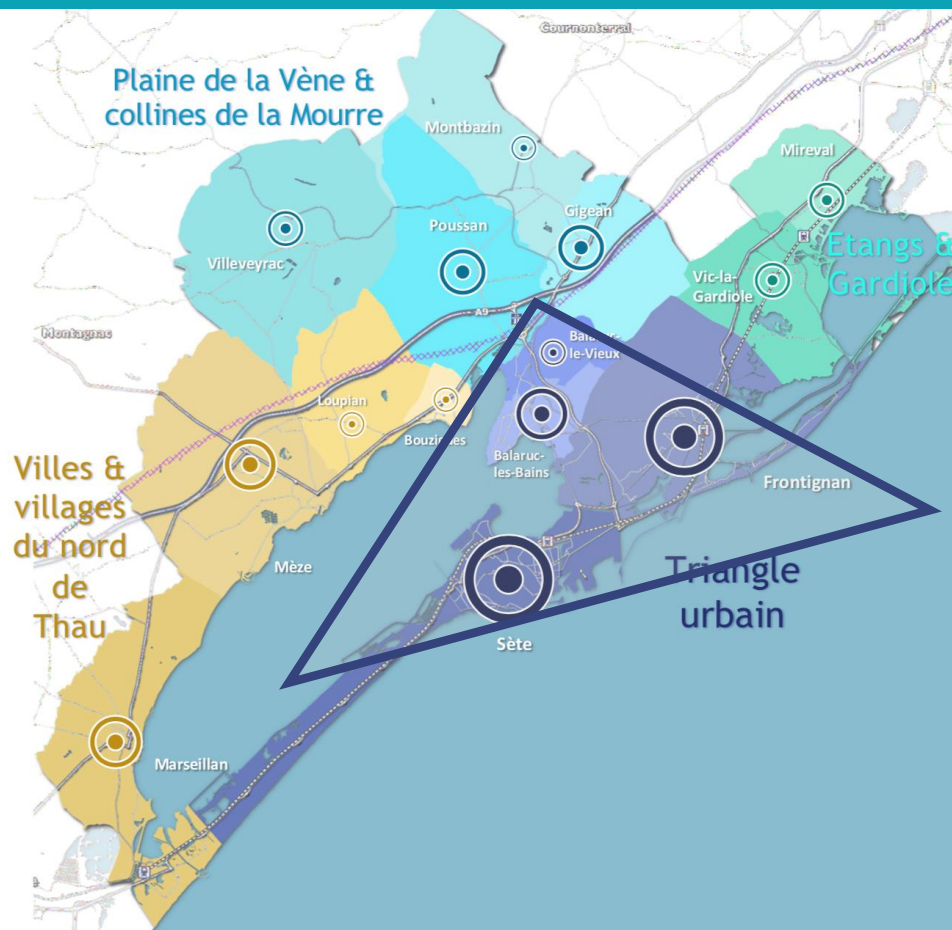 Cournonterral
Plaine de la Vène &
collines de la Mourre
Montbazin
Mireval
Gigean
Poussan
Villeveyrac
Etangs &
Gardiole
Vic-la-
Gardiole
A9
Montagnac
Balaruc-
le-Vieux
Loupian
Bouzigues
Balaruc-
les-Bains
Villes &
villages
du nord
de
Thau
Frontignan
Mèze
Triangle
urbain
Sète
Marseillan